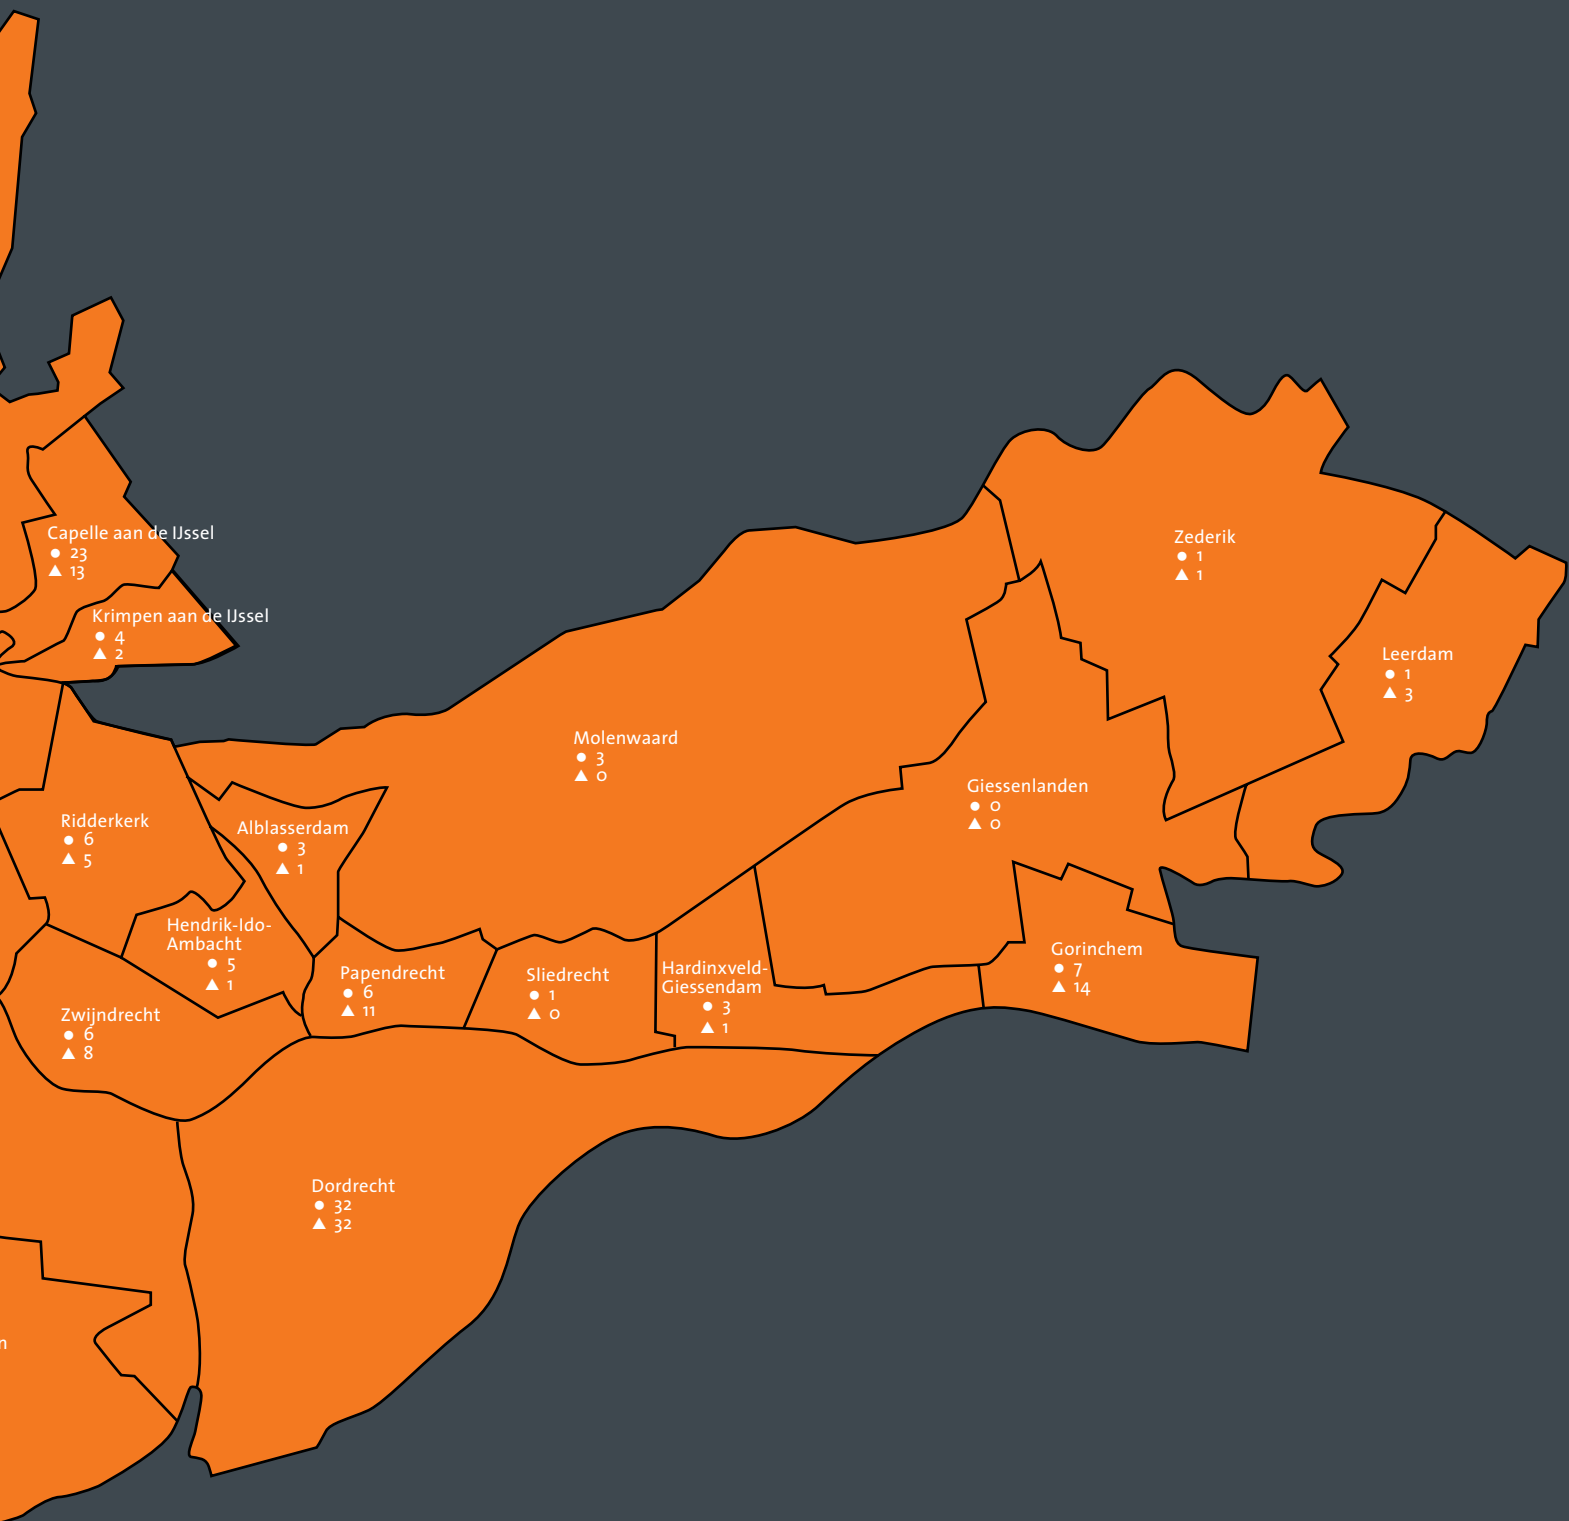 Capelle aan de IJssel
● 23
▲ 13
Krimpen aan de IJssel
● 4
▲ 2
Zederik
● 1
▲ 1
Leerdam
● 1
▲ 3
Molenwaard
● 3
▲ 0
Giessenlanden
● 0
▲ 0
Ridderkerk
● 6
▲ 5
Alblasserdam
● 3
▲ 1
Hendrik-Ido-
Ambacht
● 5
▲ 1
Papendrecht
● 6
▲ 11
Sliedrecht
● 1
▲ 0
Hardinxveld-
Giessendam
● 3
▲ 1
Gorinchem
● 7
▲ 14
Zwijndrecht
● 6
▲ 8
Dordrecht
● 32
▲ 32
n